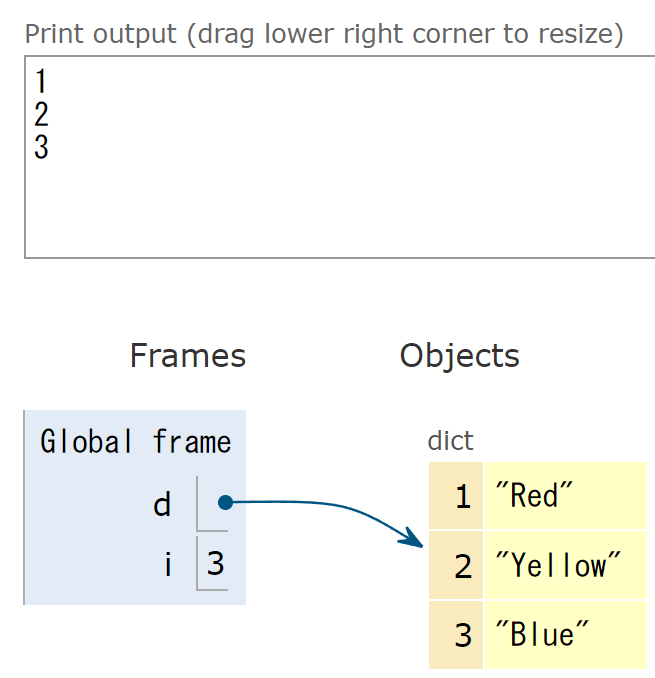 Print output (drag lower right corner to resize)
1
2
3
Frames
Objects
Global frame
d
i 3
dict
1 "Red"
2 "Yellow"
3 "Blue"